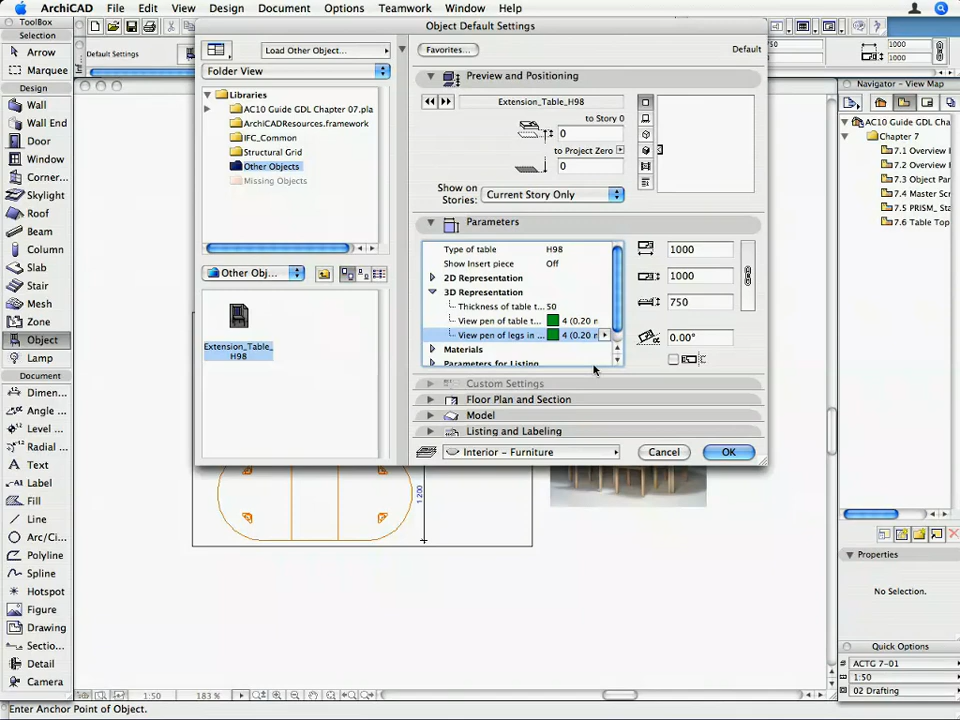 ArchiCAD File Edit View Design Document Options Teamwork Window Help
ToolBox
Selection
Arrow
Marquee
Design
Wall
Wall End
Door
Window
Corner...
Skylight
Roof
Beam
Column
Slab
Stair
Mesh
Zone
Object
Lamp
Document
Dimen...
Angle ...
Level ...
Radial ...
Text
Label
Fill
Line
Arc/Ci...
Polyline
Spline
Hotspot
Figure
Drawing
Sectio...
Detail
Camera
Default Settings
Object Default Settings
Load Other Object...
Folder View
Libraries
AC10 Guide GDL Chapter 07.pla
ArchiCADResources.framework
IFC_Common
Structural Grid
Other Objects
Missing Objects
Other Obj...
Extension_Table_
H98
Favorites...
Default
Preview and Positioning
Extension_Table_H98
to Story 0
0
to Project Zero
0
Show on
Stories:
Current Story Only
Parameters
Type of table H98
Show Insert piece Off
2D Representation
3D Representation
Thickness of table t... 50
View pen of table t... 4 (0.20 m
View pen of legs in ... 4 (0.20 m
Materials
Parameters for Listing
1000
1000
750
0.00°
Custom Settings
Floor Plan and Section
Model
Listing and Labeling
Interior - Furniture
Cancel
OK
1000
1000
Navigator - View Map
AC10 Guide GDL Cha
Chapter 7
7.1 Overview
7.2 Overview
7.3 Object Par
7.4 Master Scr
7.5 PRISM_ Sta
7.6 Table Top
Properties
No Selection.
Quick Options
ACTG 7-01
1:50
02 Drafting
1 200
1:50
183 %
Enter Anchor Point of Object.